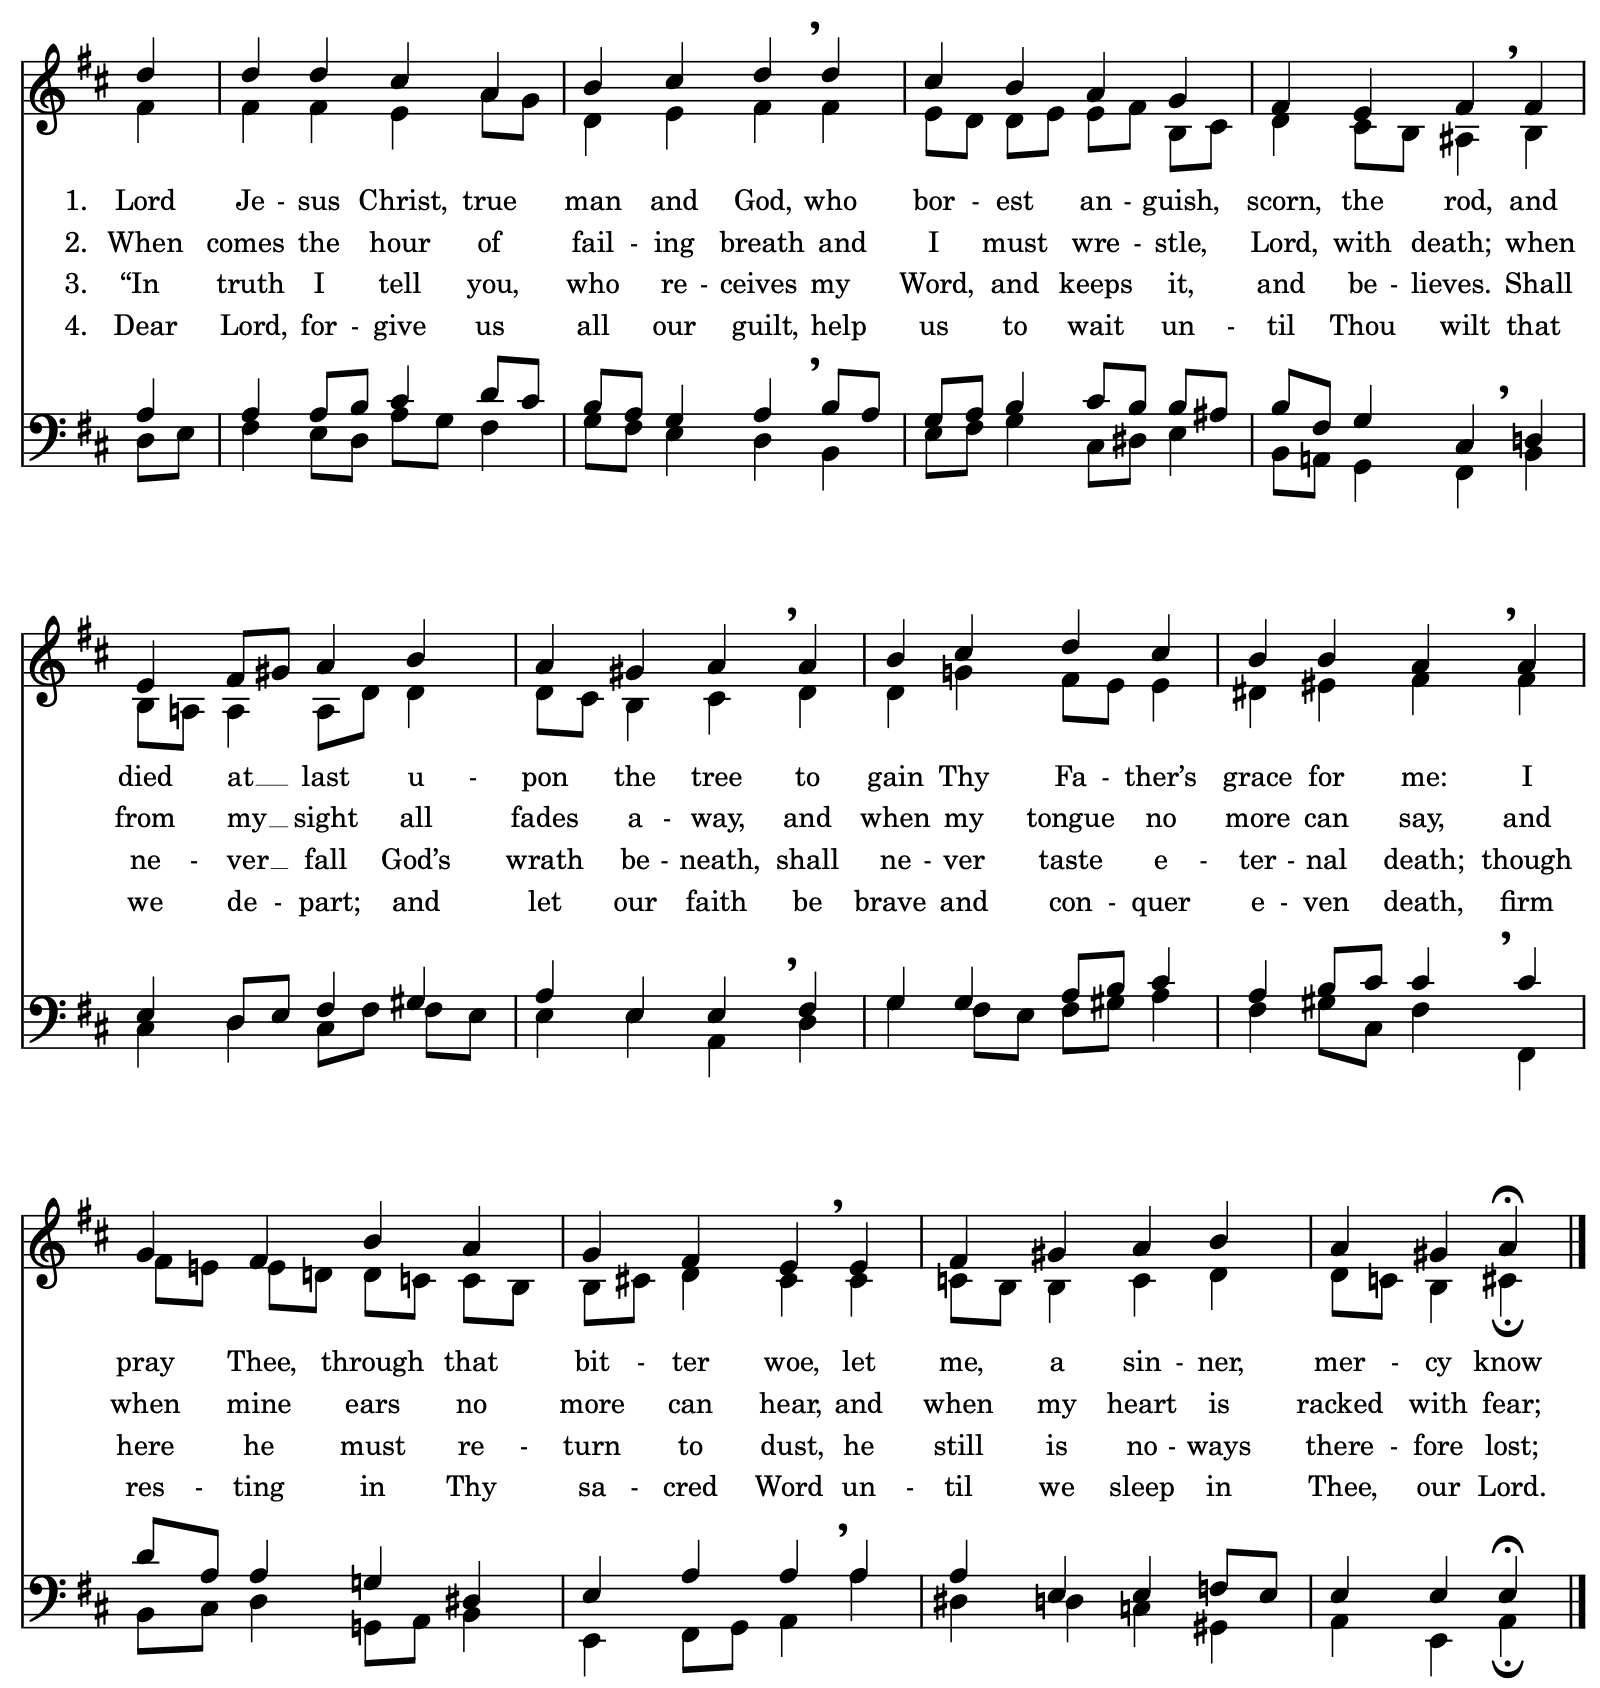 1. Lord Je - sus Christ, true man and God, who bor - est an - guish, scorn, the rod, and
2. When comes the hour of fail - ing breath and I must wre - stle, Lord, with death; when
3. “In truth I tell you, who re - ceives my Word, and keeps it, and be - lieves. Shall
4. Dear Lord, for - give us all our guilt, help us to wait un - til Thou wilt that
died at __ last u - pon the tree to gain Thy Fa - ther’s grace for me: I
from my __ sight all fades a - way, and when my tongue no more can say, and
ne - ver __ fall God’s wrath be - neath, shall ne - ver taste e - ter - nal death; though
we de - part; and let our faith be brave and con - quer e - ven death, firm
pray Thee, through that bit - ter woe, let me, a sin - ner, mer - cy know
when mine ears no more can hear, and when my heart is racked with fear;
here he must re - turn to dust, he still is no - ways there - fore lost;
res - ting in Thy sa - cred Word un - til we sleep in Thee, our Lord.